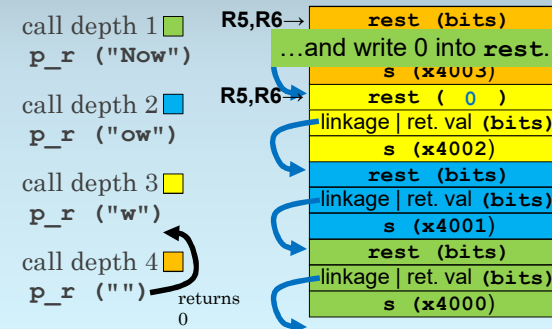 call depth 1
p_r ("Now")
call depth 2
p_r ("ow")
call depth 3
p_r ("w")
call depth 4
p_r ("")
returns
0
R5,R6→
rest (bits)
…and write 0 into rest.
s (x4003)
R5,R6→
rest ( 0 )
linkage | ret. val (bits)
s (x4002)
rest (bits)
linkage | ret. val (bits)
s (x4001)
rest (bits)
linkage | ret. val (bits)
s (x4000)